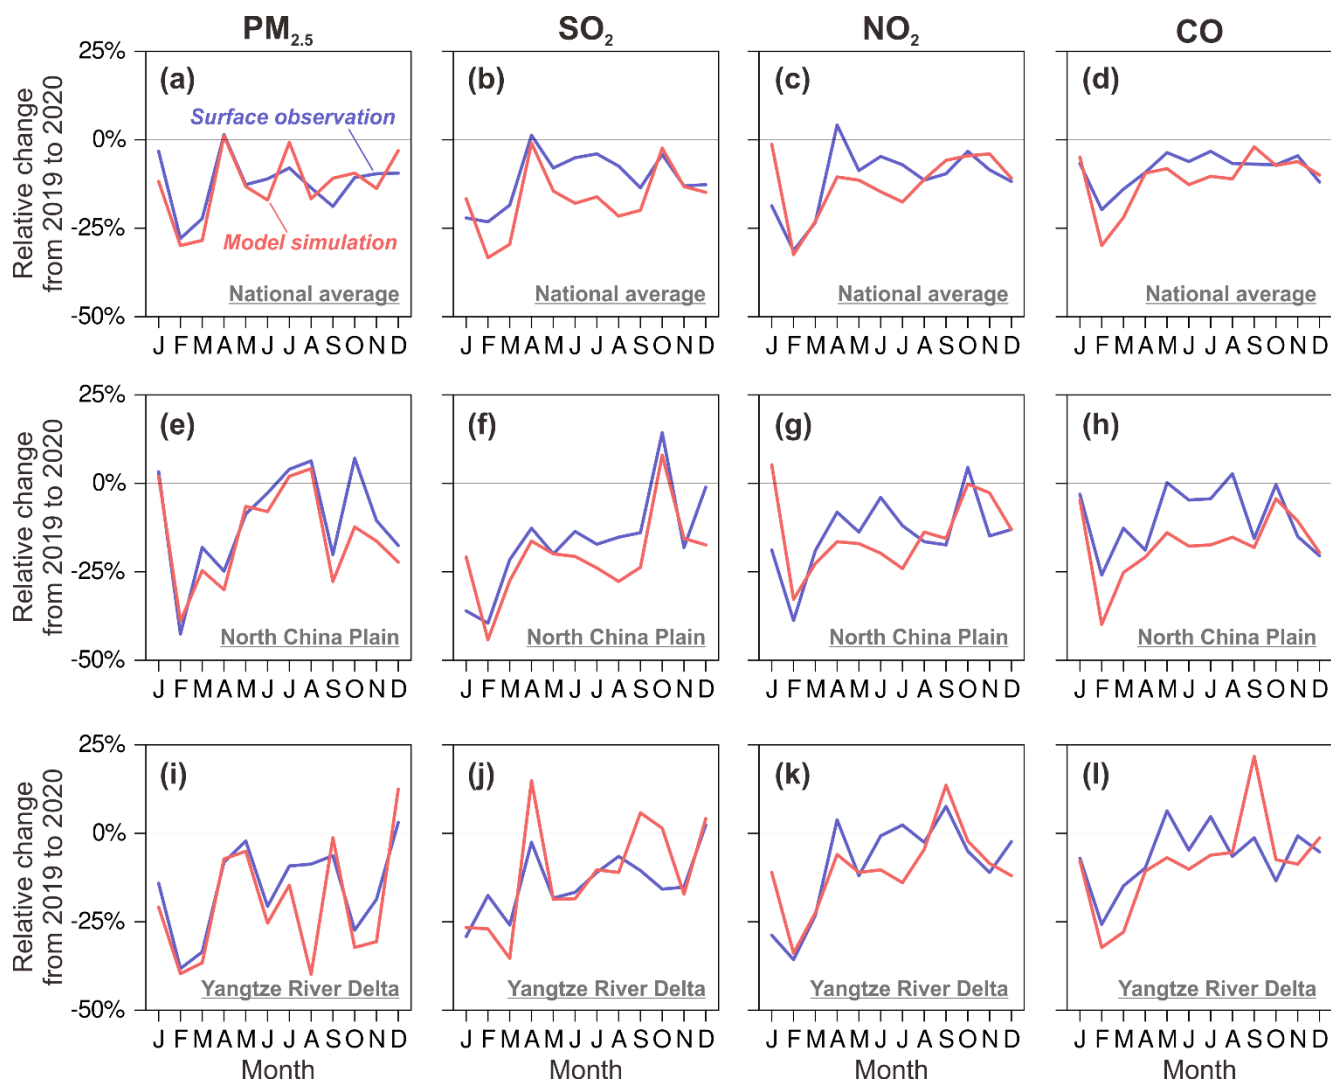 PM2.5 SO2 NO2 CO
Relative change
from 2019 to 2020
25%
0%
-25%
-50%
(a)
Surface observation
Model simulation
National average
J F M A M J J A S O N D
(b)
National average
J F M A M J J A S O N D
(c)
National average
J F M A M J J A S O N D
(d)
National average
J F M A M J J A S O N D
Relative change
from 2019 to 2020
25%
0%
-25%
-50%
(e)
North China Plain
J F M A M J J A S O N D
(f)
North China Plain
J F M A M J J A S O N D
(g)
North China Plain
J F M A M J J A S O N D
(h)
North China Plain
J F M A M J J A S O N D
Relative change
from 2019 to 2020
25%
0%
-25%
-50%
(i)
Yangtze River Delta
J F M A M J J A S O N D
Month
(j)
Yangtze River Delta
J F M A M J J A S O N D
Month
(k)
Yangtze River Delta
J F M A M J J A S O N D
Month
(l)
Yangtze River Delta
J F M A M J J A S O N D
Month